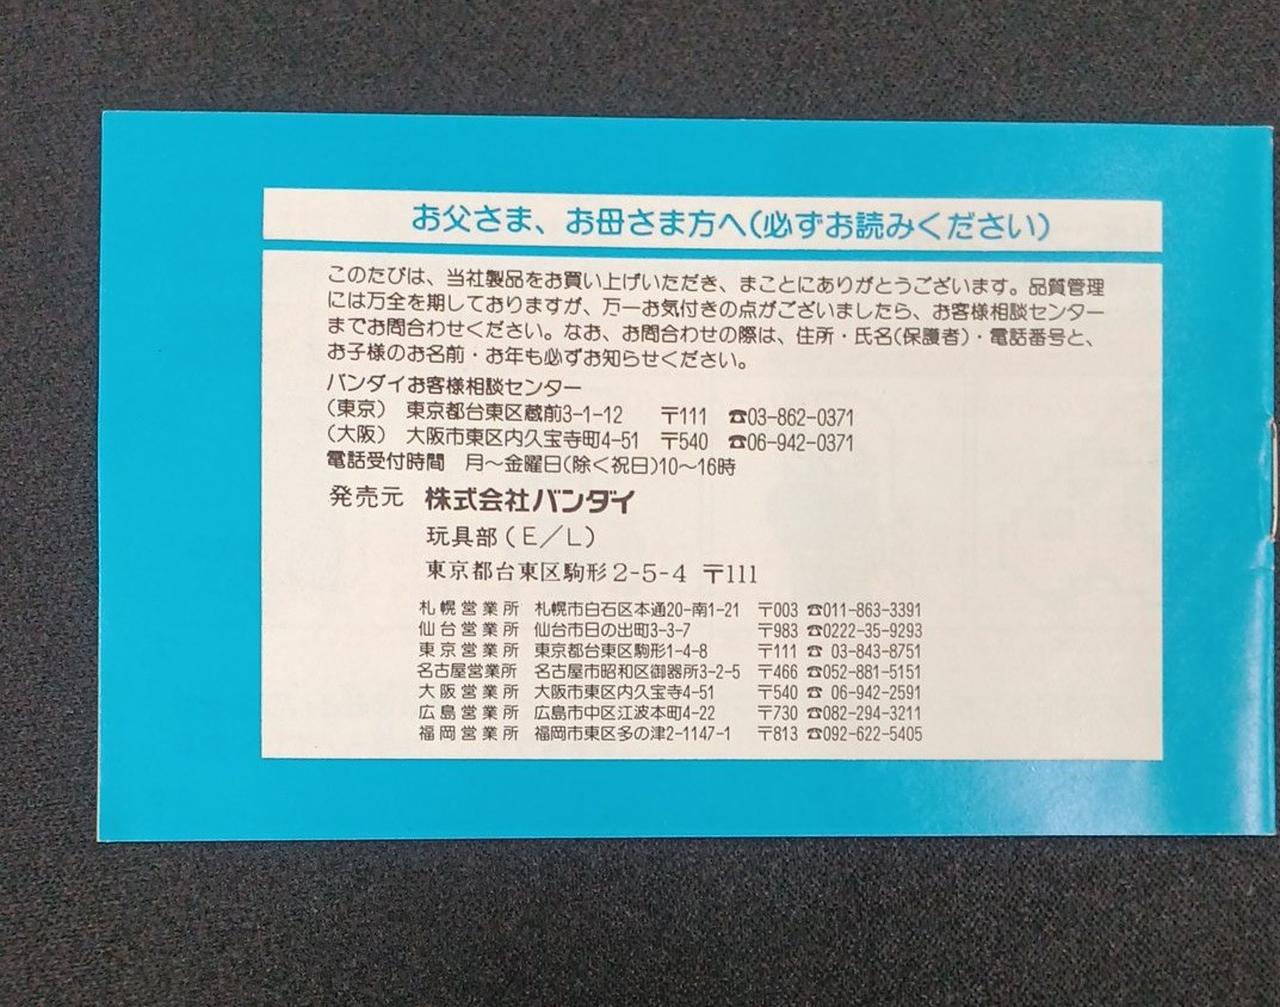 お父さま、お母さま方へ(必ずお読みください)
このたびは、当社製品をお買い上げいただき、まことにありがとうございます。品質管理
には万全を期しておりますが、万一お気付きの点がございましたら、お客様相談センター
までお問合わせください。なお、お問合わせの際は、住所・氏名(保護者)・電話番号と、
お子様のお名前・お年も必ずお知らせください。
バンダイお客様相談センター
(東京) 東京都台東区蔵前3-1-12 〒111 ☎03-862-0371
(大阪) 大阪市東区内久宝寺町4-51 〒540 ☎06-942-0371
電話受付時間 月〜金曜日(除く祝日)10〜16時
発売元 株式会社バンダイ
玩具部(E/L)
東京都台東区駒形2-5-4 〒111
札幌営業所 札幌市白石区本通20-南1-21 〒003 ☎011-863-3391
仙台営業所 仙台市日の出町3-3-7 〒983 ☎0222-35-9293
東京営業所 東京都台東区駒形1-4-8 〒111 ☎ 03-843-8751
名古屋営業所 名古屋市昭和区御器所3-2-5 〒466 ☎052-881-5151
大阪営業所 大阪市東区内久宝寺4-51 〒540 ☎ 06-942-2591
広島営業所 広島市中区江波本町4-22 〒730 ☎082-294-3211
福岡営業所 福岡市東区多の津2-1147-1 〒813 ☎092-622-5405